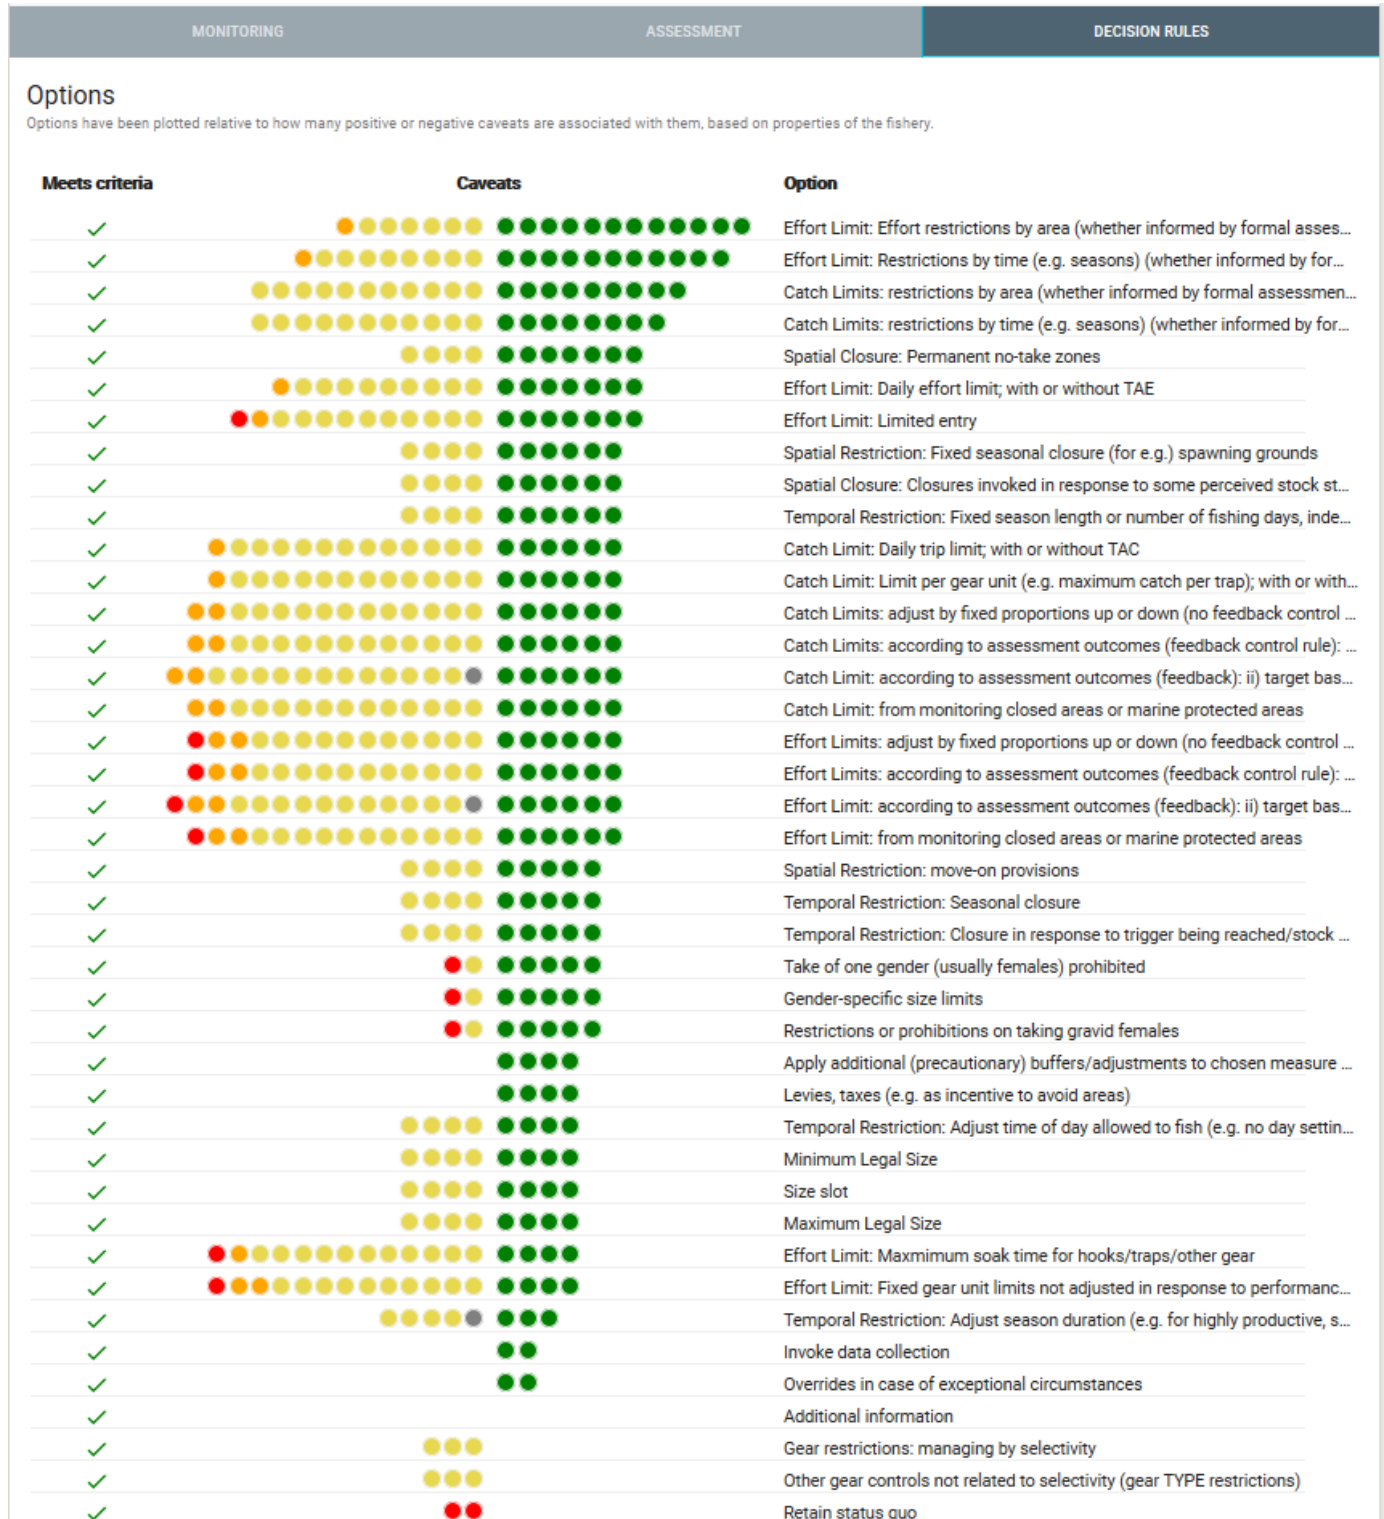 MONITORING ASSESSMENT DECISION RULES
Options
Options have been plotted relative to how many positive or negative caveats are associated with them, based on properties of the fishery.
Meets criteria Caveats Option
Effort Limit: Effort restrictions by area (whether informed by formal asses...
Effort Limit: Restrictions by time (e.g. seasons) (whether informed by for...
Catch Limits: restrictions by area (whether informed by formal assessmen...
Catch Limits: restrictions by time (e.g. seasons) (whether informed by for...
Spatial Closure: Permanent no-take zones
Effort Limit: Daily effort limit; with or without TAE
Effort Limit: Limited entry
Spatial Restriction: Fixed seasonal closure (for e.g.) spawning grounds
Spatial Closure: Closures invoked in response to some perceived stock st...
Temporal Restriction: Fixed season length or number of fishing days, inde...
Catch Limit: Daily trip limit; with or without TAC
Catch Limit: Limit per gear unit (e.g. maximum catch per trap); with or with...
Catch Limits: adjust by fixed proportions up or down (no feedback control ...
Catch Limits: according to assessment outcomes (feedback control rule): ...
Catch Limit: according to assessment outcomes (feedback): ii) target bas...
Catch Limit: from monitoring closed areas or marine protected areas
Effort Limits: adjust by fixed proportions up or down (no feedback control ...
Effort Limits: according to assessment outcomes (feedback control rule): ...
Effort Limit: according to assessment outcomes (feedback): ii) target bas...
Effort Limit: from monitoring closed areas or marine protected areas
Spatial Restriction: move-on provisions
Temporal Restriction: Seasonal closure
Temporal Restriction: Closure in response to trigger being reached/stock ...
Take of one gender (usually females) prohibited
Gender-specific size limits
Restrictions or prohibitions on taking gravid females
Apply additional (precautionary) buffers/adjustments to chosen measure ...
Levies, taxes (e.g. as incentive to avoid areas)
Temporal Restriction: Adjust time of day allowed to fish (e.g. no day settin...
Minimum Legal Size
Size slot
Maximum Legal Size
Effort Limit: Maxmimum soak time for hooks/traps/other gear
Effort Limit: Fixed gear unit limits not adjusted in response to performanc...
Temporal Restriction: Adjust season duration (e.g. for highly productive, s...
Invoke data collection
Overrides in case of exceptional circumstances
Additional information
Gear restrictions: managing by selectivity
Other gear controls not related to selectivity (gear TYPE restrictions)
Retain status quo